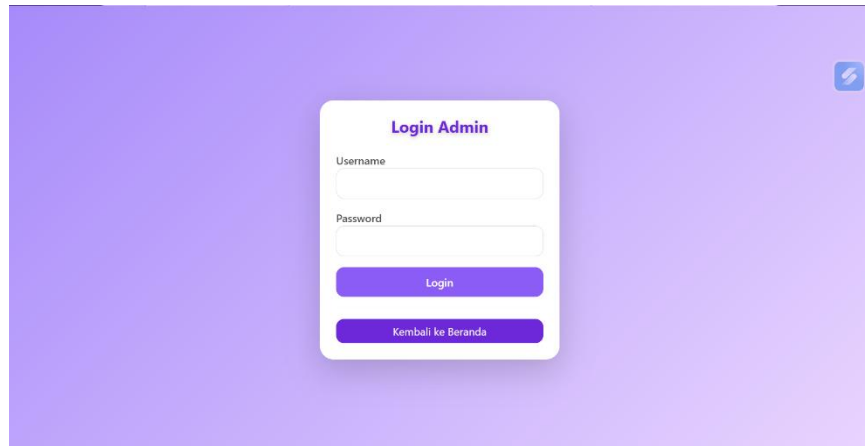 Login Admin
Username
Password
Login
Kembali ke Beranda